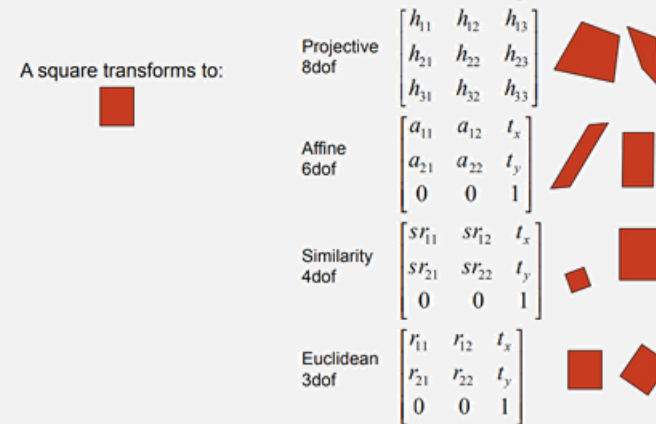 A square transforms to:
Projective
8dof
h11 h12 h13
h21 h22 h23
h31 h32 h33
Affine
6dof
a11 a12 tx
a21 a22 ty
0 0 1
Similarity
4dof
sr11 sr12 tx
sr21 sr22 ty
0 0 1
Euclidean
3dof
r11 r12 tx
r21 r22 ty
0 0 1